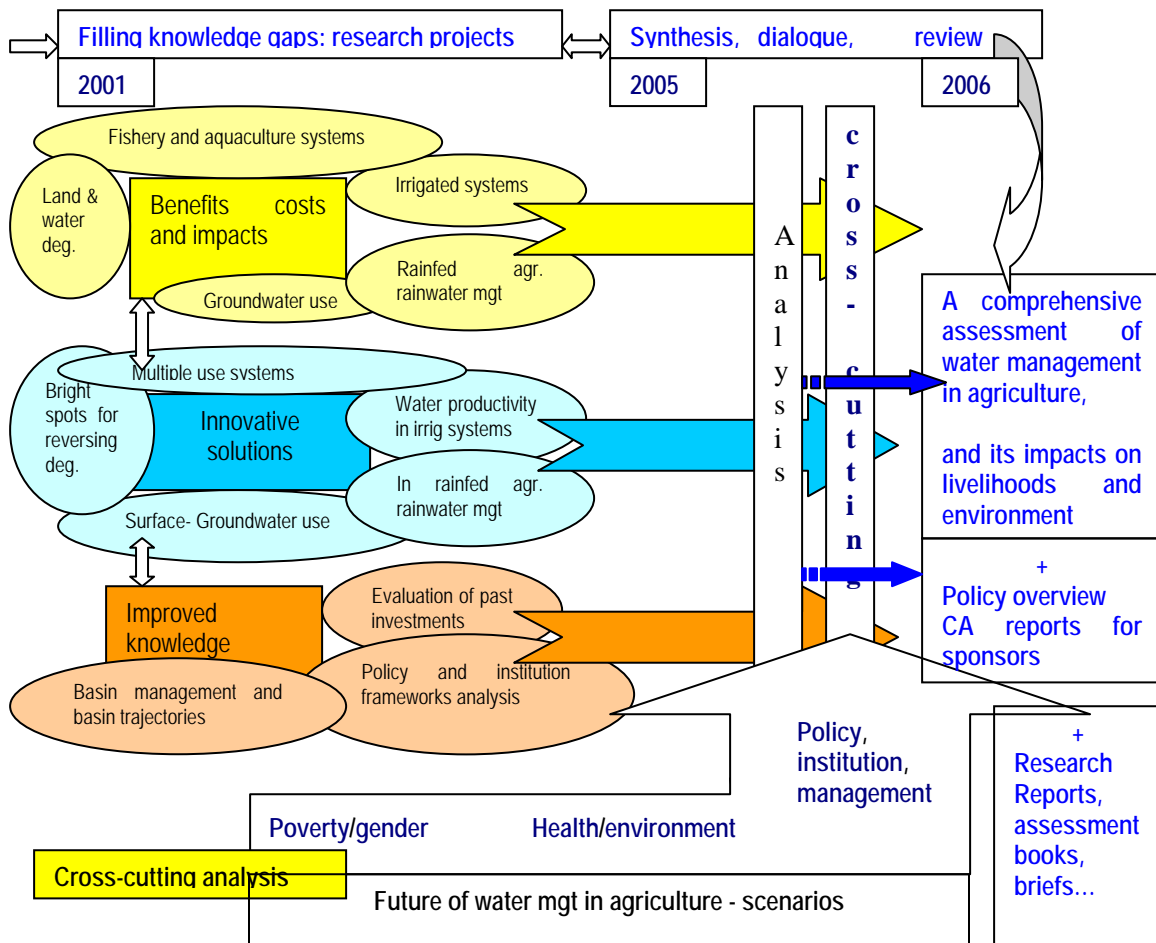 Filling knowledge gaps: research projects
Synthesis, dialogue, review
2001
2005
2006
Fishery and aquaculture systems
Land &
water
deg.
Benefits costs
and impacts
Irrigated systems
Rainfed agr.
rainwater mgt
Groundwater use
Multiple use systems
Bright
spots for
reversing
deg.
Innovative
solutions
Water productivity
in irrig systems
In rainfed agr.
rainwater mgt
Surface- Groundwater use
Improved
knowledge
Evaluation of past
investments
Policy and institution
frameworks analysis
Basin management and
basin trajectories
Analysis
cross-cutting
A comprehensive
assessment of
water management
in agriculture,
and its impacts on
livelihoods and
environment
+
Policy overview
CA reports for
sponsors
+
Research
Reports,
assessment
books,
briefs…
Policy,
institution,
management
Poverty/gender
Health/environment
Cross-cutting analysis
Future of water mgt in agriculture - scenarios